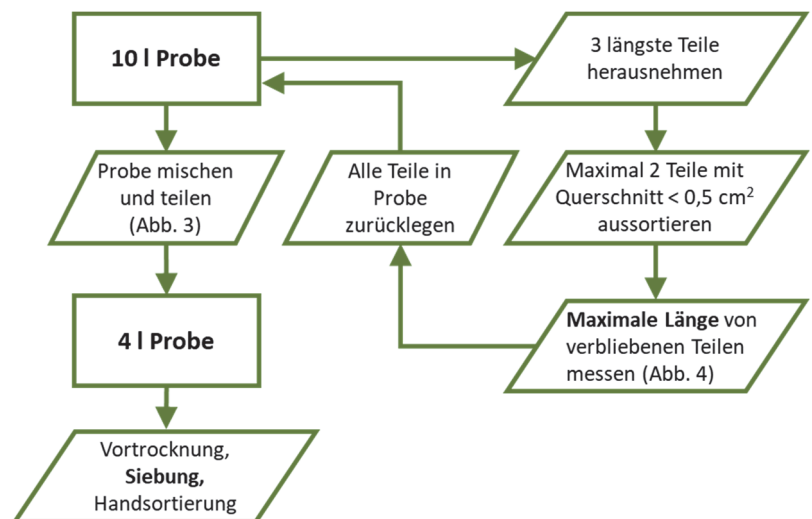 10 l Probe
3 längste Teile
herausnehmen
Probe mischen
und teilen
(Abb. 3)
Alle Teile in
Probe
zurücklegen
Maximal 2 Teile mit
Querschnitt < 0,5 cm²
aussortieren
4 l Probe
Maximale Länge von
verbliebenen Teilen
messen (Abb. 4)
Vortrocknung,
Siebung,
Handsortierung